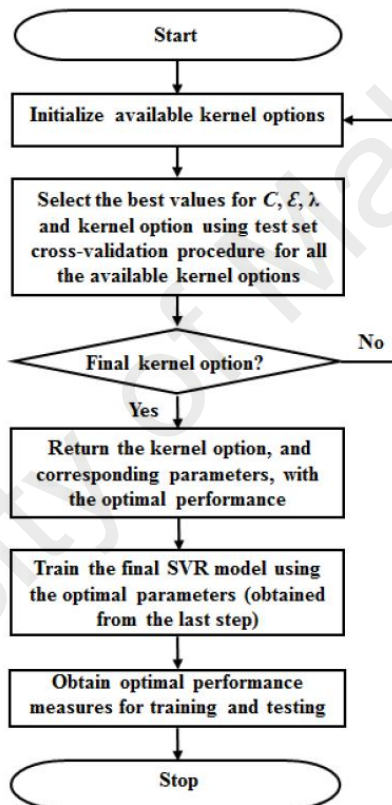 Start
Initialize available kernel options
Select the best values for C, Ɛ, λ
and kernel option using test set
cross-validation procedure for all
the available kernel options
Final kernel option?
No
Yes
Return the kernel option, and
corresponding parameters, with
the optimal performance
Train the final SVR model using
the optimal parameters (obtained
from the last step)
Obtain optimal performance
measures for training and testing
Stop
ity of Ma